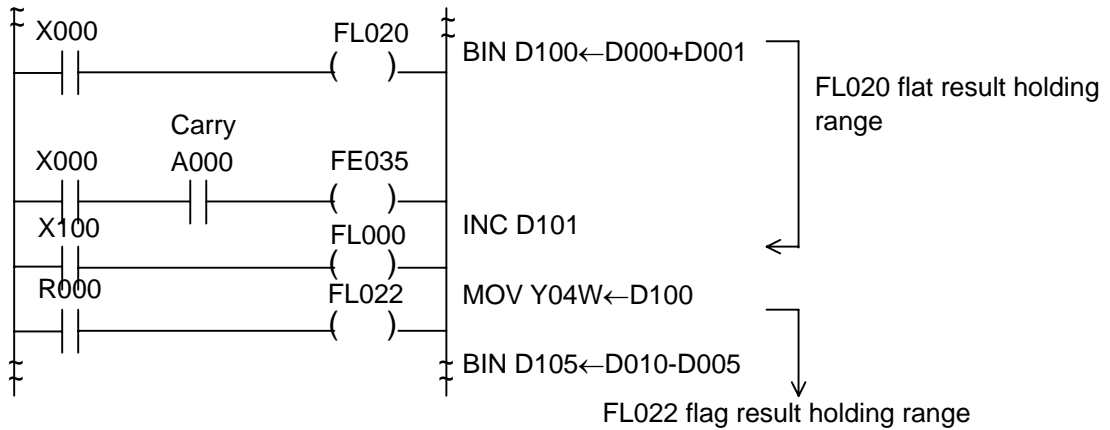 X000 FL020
( )
BIN D100←D000+D001
FL020 flat result holding
range
Carry
X000 A000 FE035
( )
INC D101
X100 FL000
( )
R000 FL022
( )
MOV Y04W←D100
BIN D105←D010-D005
FL022 flag result holding range